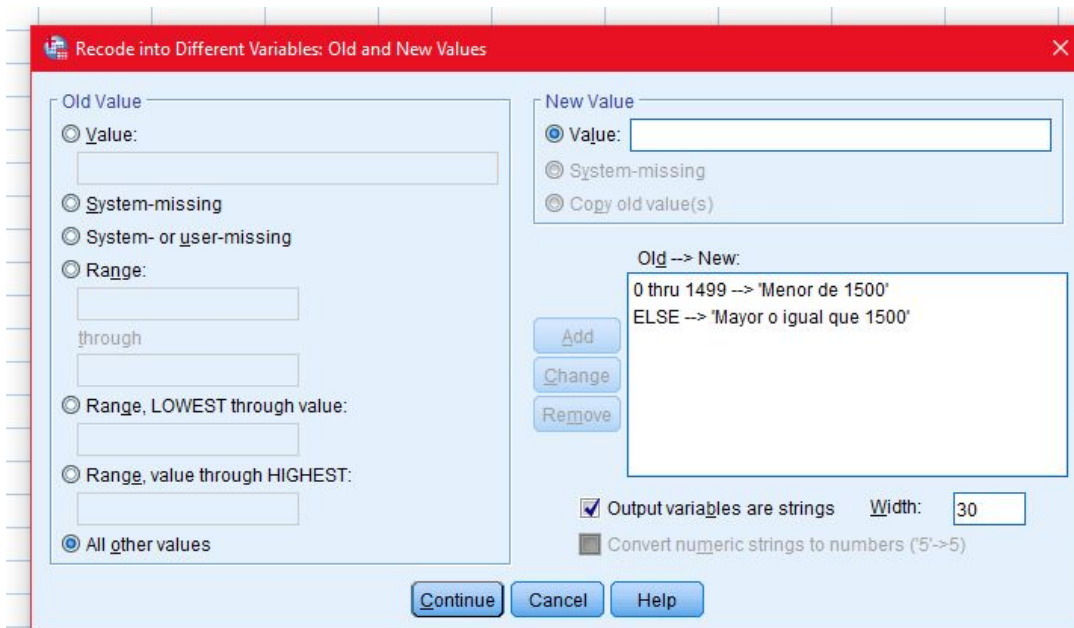 Recode into Different Variables: Old and New Values
Old Value
Value:
System-missing
System- or user-missing
Range:
through
Range, LOWEST through value:
Range, value through HIGHEST:
All other values
New Value
Value:
System-missing
Copy old value(s)
Old --> New:
0 thru 1499 --> 'Menor de 1500'
ELSE --> 'Mayor o igual que 1500'
Add
Change
Remove
Output variables are strings Width: 30
Convert numeric strings to numbers ('5'->5)
Continue Cancel Help